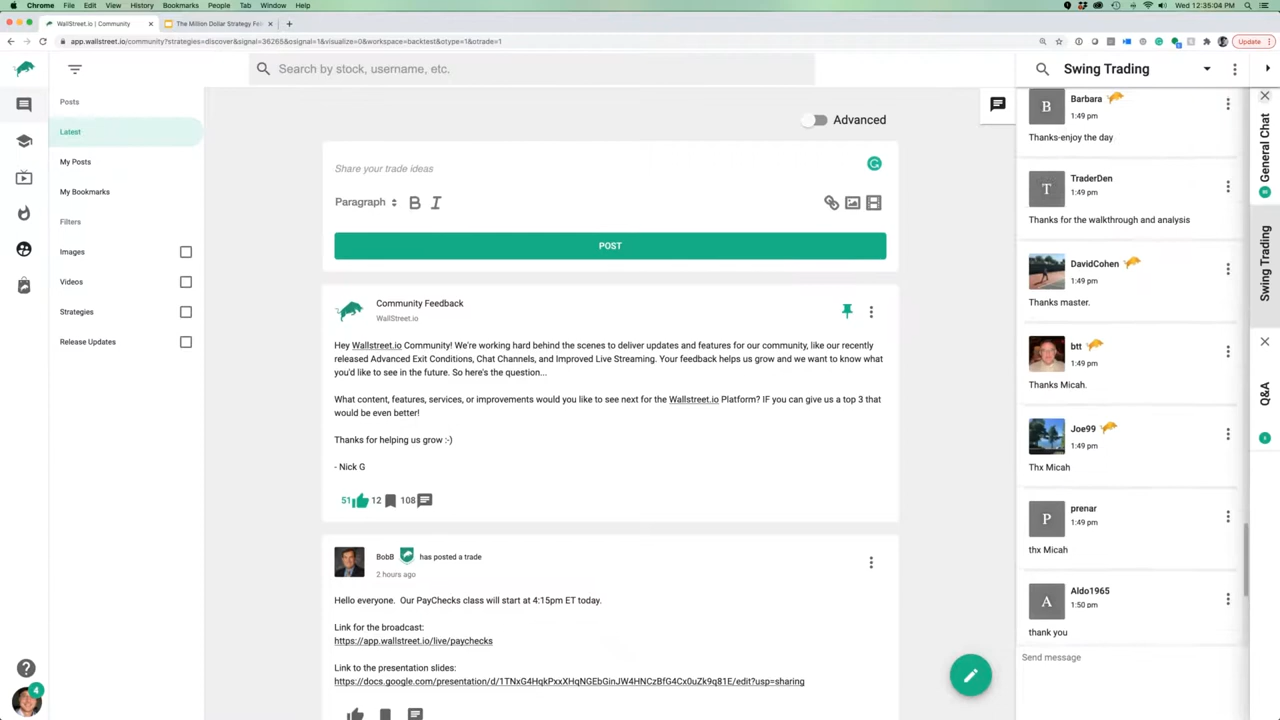 Chrome File Edit View History Bookmarks People Tab Window Help
Wed 12:35:04 PM
WallStreet.io | Community
The Million Dollar Strategy Fel
app.wallstreet.io/community?strategies=discover&signal=36265&osignal=1&visualize=0&workspace=backtest&otype=1&otrade=1
Update
Search by stock, username, etc.
Swing Trading
Posts
Latest
My Posts
My Bookmarks
Filters
Images
Videos
Strategies
Release Updates
4
Advanced
Share your trade ideas
Paragraph B I
POST
Community Feedback
WallStreet.io
Hey Wallstreet.io Community! We're working hard behind the scenes to deliver updates and features for our community, like our recently
released Advanced Exit Conditions, Chat Channels, and Improved Live Streaming. Your feedback helps us grow and we want to know what
you'd like to see in the future. So here's the question...
What content, features, services, or improvements would you like to see next for the Wallstreet.io Platform? IF you can give us a top 3 that
would be even better!
Thanks for helping us grow :-)
- Nick G
51 12 108
BobB has posted a trade
2 hours ago
Hello everyone. Our PayChecks class will start at 4:15pm ET today.
Link for the broadcast:
https://app.wallstreet.io/live/paychecks
Link to the presentation slides:
https://docs.google.com/presentation/d/1TNxG4HqkPxxXHqNGEbGinJW4HNCzBfG4Cx0uZk9q81E/edit?usp=sharing
B
Barbara
1:49 pm
Thanks-enjoy the day
T
TraderDen
1:49 pm
Thanks for the walkthrough and analysis
DavidCohen
1:49 pm
Thanks master.
btt
1:49 pm
Thanks Micah.
Joe99
1:49 pm
Thx Micah
P
prenar
1:49 pm
thx Micah
A
Aldo1965
1:50 pm
thank you
Send message
General Chat
Swing Trading
Q&A